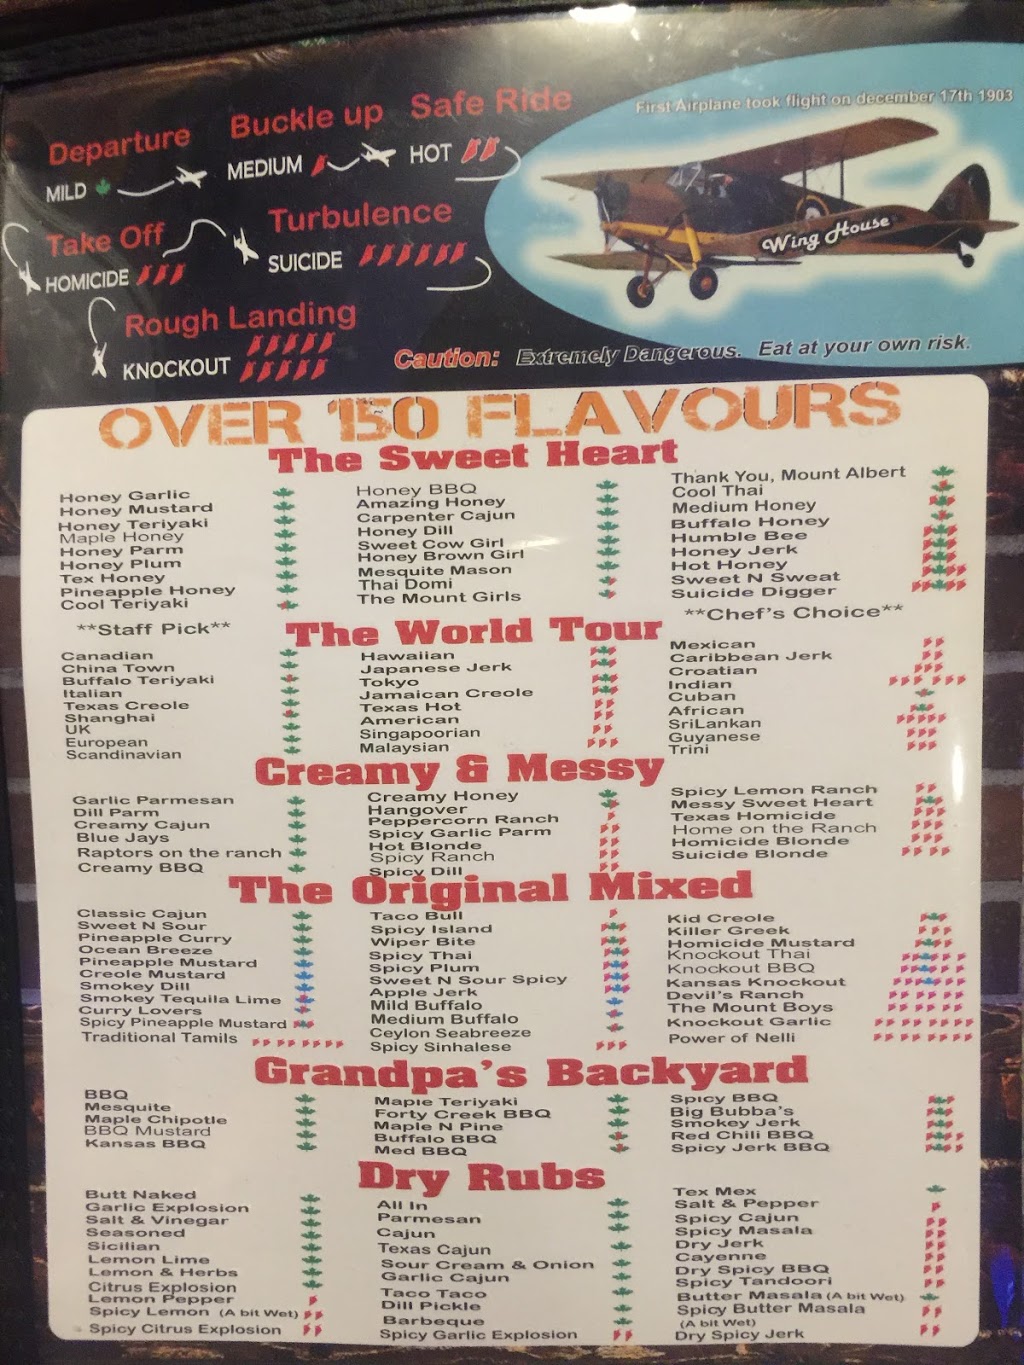 First Airplane took flight on december 17th 1903
Departure
Buckle up
Safe Ride
MILD
MEDIUM
HOT
Take Off
Turbulence
HOMICIDE
SUICIDE
Wing House
Rough Landing
KNOCKOUT
Caution: Extremely Dangerous. Eat at your own risk.
OVER 150 FLAVOURS
The Sweet Heart
Honey Garlic
Honey Mustard
Honey Teriyaki
Maple Honey
Honey Parm
Honey Plum
Tex Honey
Pineapple Honey
Cool Teriyaki
**Staff Pick**
Honey BBQ
Amazing Honey
Carpenter Cajun
Honey Dill
Sweet Cow Girl
Honey Brown Girl
Mesquite Mason
Thai Domi
The Mount Girls
Thank You, Mount Albert
Cool Thai
Medium Honey
Buffalo Honey
Humble Bee
Honey Jerk
Hot Honey
Sweet N Sweat
Suicide Digger
**Chef's Choice**
The World Tour
Canadian
China Town
Buffalo Teriyaki
Italian
Texas Creole
Shanghai
UK
European
Scandinavian
Hawaiian
Japanese Jerk
Tokyo
Jamaican Creole
Texas Hot
American
Singapoorian
Malaysian
Mexican
Caribbean Jerk
Croatian
Indian
Cuban
African
SriLankan
Guyanese
Trini
Creamy & Messy
Garlic Parmesan
Dill Parm
Creamy Cajun
Blue Jays
Raptors on the ranch
Creamy BBQ
Creamy Honey
Hangover
Peppercorn Ranch
Spicy Garlic Parm
Hot Blonde
Spicy Ranch
Spicy Dill
Spicy Lemon Ranch
Messy Sweet Heart
Texas Homicide
Home on the Ranch
Homicide Blonde
Suicide Blonde
The Original Mixed
Classic Cajun
Sweet N Sour
Pineapple Curry
Ocean Breeze
Pineapple Mustard
Creole Mustard
Smokey Dill
Smokey Tequila Lime
Curry Lovers
Spicy Pineapple Mustard
Traditional Tamils
Taco Bull
Spicy Island
Wiper Bite
Spicy Thai
Spicy Plum
Sweet N Sour Spicy
Apple Jerk
Mild Buffalo
Medium Buffalo
Ceylon Seabreeze
Spicy Sinhalese
Kid Creole
Killer Greek
Homicide Mustard
Knockout Thai
Knockout BBQ
Kansas Knockout
Devil's Ranch
The Mount Boys
Knockout Garlic
Power of Nelli
Grandpa's Backyard
BBQ
Mesquite
Maple Chipotle
BBQ Mustard
Kansas BBQ
Maple Teriyaki
Forty Creek BBQ
Maple N Pine
Buffalo BBQ
Med BBQ
Spicy BBQ
Big Bubba's
Smokey Jerk
Red Chili BBQ
Spicy Jerk BBQ
Dry Rubs
Butt Naked
Garlic Explosion
Salt & Vinegar
Seasoned
Sicilian
Lemon Lime
Lemon & Herbs
Citrus Explosion
Lemon Pepper
Spicy Lemon (A bit Wet)
Spicy Citrus Explosion
All In
Parmesan
Cajun
Texas Cajun
Sour Cream & Onion
Garlic Cajun
Taco Taco
Dill Pickle
Barbeque
Spicy Garlic Explosion
Tex Mex
Salt & Pepper
Spicy Cajun
Spicy Masala
Dry Jerk
Cayenne
Dry Spicy BBQ
Spicy Tandoori
Butter Masala (A bit Wet)
Spicy Butter Masala
(A bit Wet)
Dry Spicy Jerk